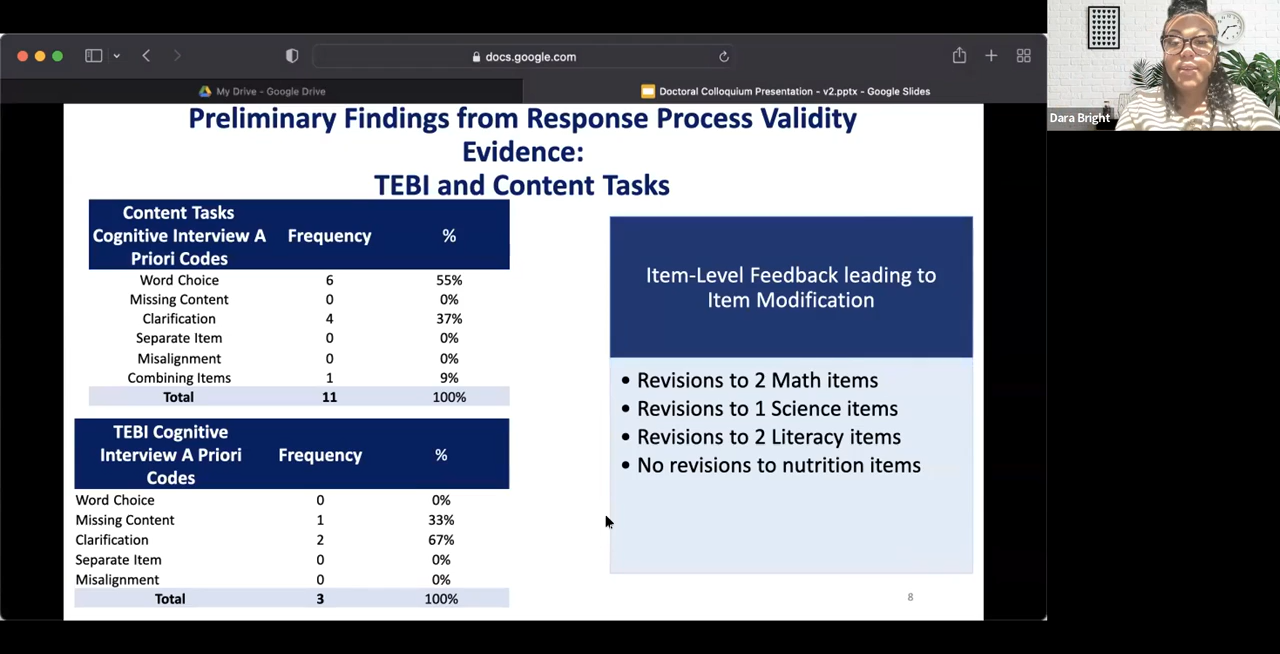 docs.google.com
My Drive - Google Drive
Doctoral Colloquium Presentation - v2.pptx - Google Slides
Dara Bright
Preliminary Findings from Response Process Validity
Evidence:
TEBI and Content Tasks
Content Tasks
Cognitive Interview A
Priori Codes
Frequency
%
Word Choice 6 55%
Missing Content 0 0%
Clarification 4 37%
Separate Item 0 0%
Misalignment 0 0%
Combining Items 1 9%
Total 11 100%
TEBI Cognitive
Interview A Priori
Codes
Frequency
%
Word Choice 0 0%
Missing Content 1 33%
Clarification 2 67%
Separate Item 0 0%
Misalignment 0 0%
Total 3 100%
Item-Level Feedback leading to
Item Modification
• Revisions to 2 Math items
• Revisions to 1 Science items
• Revisions to 2 Literacy items
• No revisions to nutrition items
8